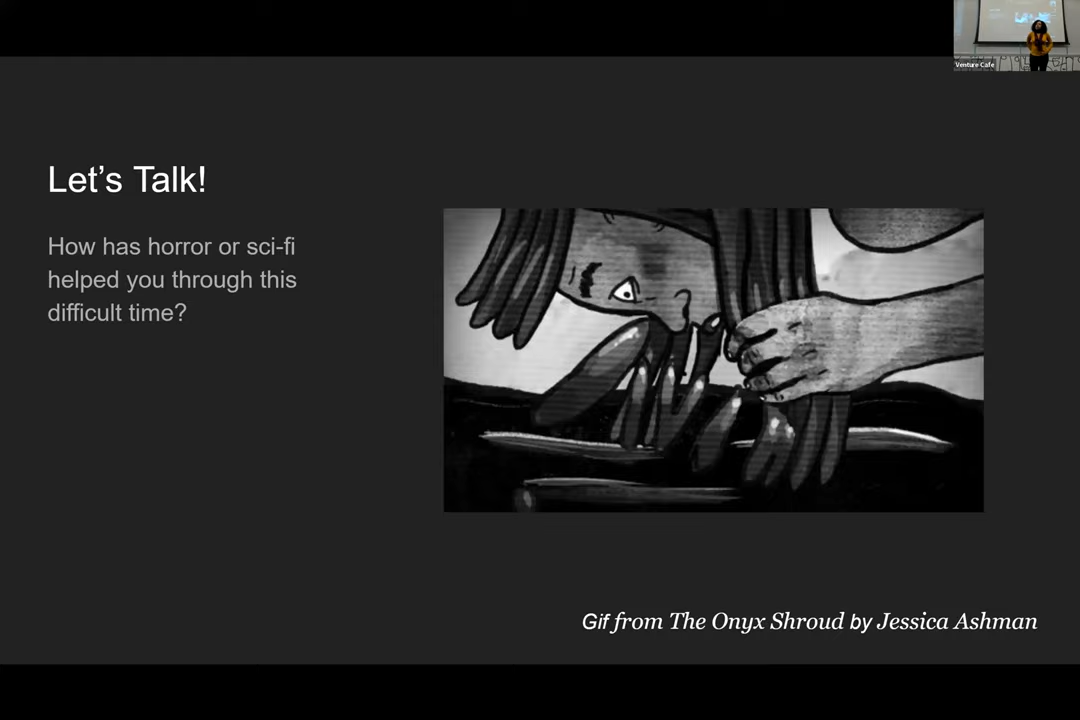 Venture Cafe
Let's Talk!
How has horror or sci-fi
helped you through this
difficult time?
Gif from The Onyx Shroud by Jessica Ashman